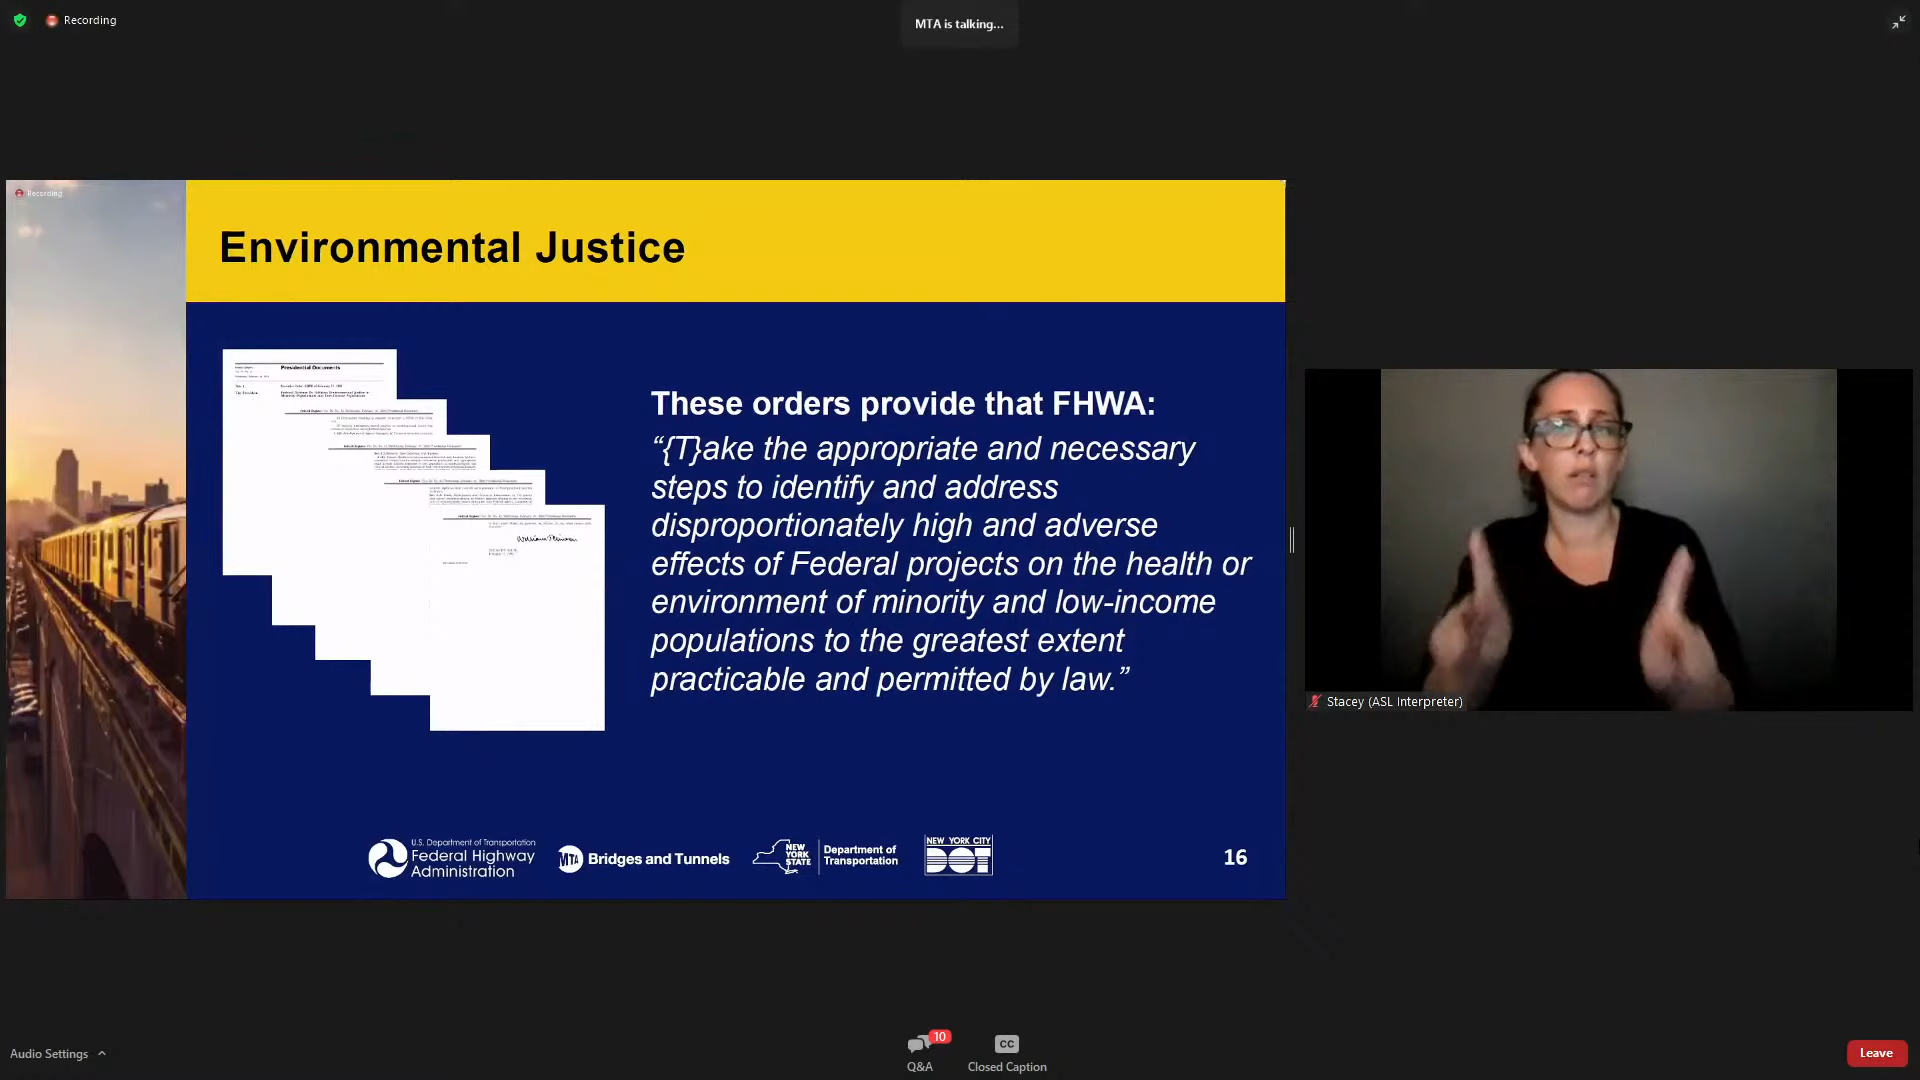 Recording
MTA is talking...
Recording
Environmental Justice
Presidential Documents
These orders provide that FHWA:
“{T}ake the appropriate and necessary
steps to identify and address
disproportionately high and adverse
effects of Federal projects on the health or
environment of minority and low-income
populations to the greatest extent
practicable and permitted by law.”
Stacey (ASL Interpreter)
U.S. Department of Transportation
Federal Highway
Administration
MTA Bridges and Tunnels
NEW
YORK
STATE
Department of
Transportation
NEW YORK CITY
DOT
16
Audio Settings
10
Q&A
CC
Closed Caption
Leave